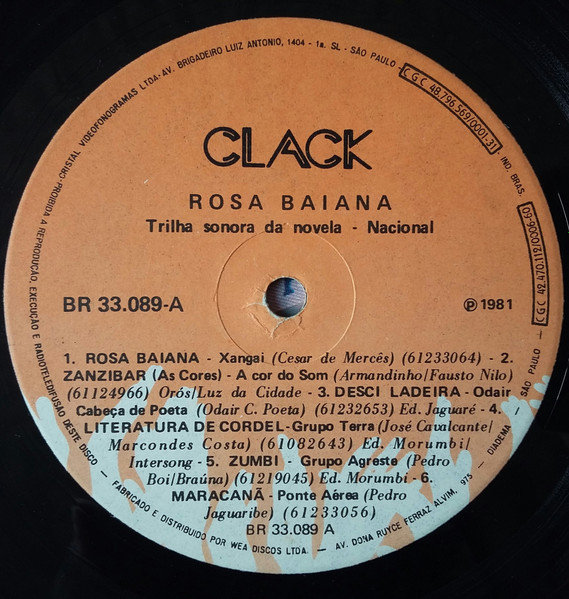 CRISTAL VIDEOFONOGRAMAS LTDA·AV. BRIGADEIRO LUIZ ANTONIO, 1404 - 1a. SL - SÃO PAULO -
CGC 48.796.569/0001-31
IND. BRAS.
CGC 42.470.112/0006-09
CLACK
ROSA BAIANA
Trilha sonora da novela - Nacional
BR 33.089-A
℗ 1981
1. ROSA BAIANA - Xangai (Cesar de Mercês) (61233064) - 2.
ZANZIBAR (As Cores) - A cor do Som (Armandinho/Fausto Nilo)
(61124966) Orós/Luz da Cidade - 3. DESCI LADEIRA - Odair
Cabeça de Poeta (Odair C. Poeta) (61232653) Ed. Jaguaré - 4.
LITERATURA DE CORDEL-Grupo Terra (José Cavalcante/
Marcondes Costa) (61082643) Ed. Morumbi/
Intersong - 5. ZUMBI - Grupo Agreste (Pedro
Boi/Braúna) (61219045) Ed. Morumbi - 6.
MARACANÃ - Ponte Aérea (Pedro
Jaguaribe) (61233056)
BR 33.089 A
PROIBIDA A REPRODUÇÃO, EXECUÇÃO E RADIOTELEDIFUSÃO DESTE DISCO - FABRICADO E DISTRIBUIDO POR WEA DISCOS LTDA. - AV. DONA RUYCE FERRAZ ALVIM, 973 - DIADEMA - SÃO PAULO -